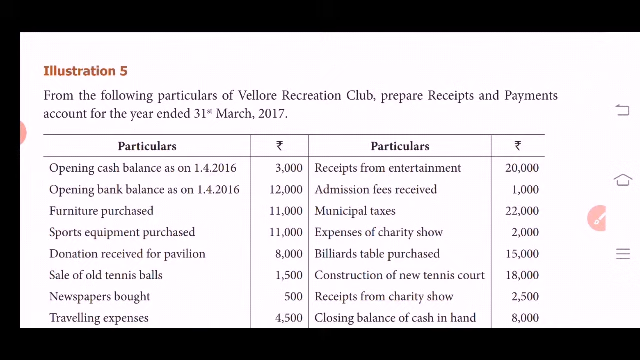 Illustration 5
From the following particulars of Vellore Recreation Club, prepare Receipts and Payments
account for the year ended 31st March, 2017.
Particulars ₹ Particulars ₹
Opening cash balance as on 1.4.2016 3,000 Receipts from entertainment 20,000
Opening bank balance as on 1.4.2016 12,000 Admission fees received 1,000
Furniture purchased 11,000 Municipal taxes 22,000
Sports equipment purchased 11,000 Expenses of charity show 2,000
Donation received for pavilion 8,000 Billiards table purchased 15,000
Sale of old tennis balls 1,500 Construction of new tennis court 18,000
Newspapers bought 500 Receipts from charity show 2,500
Travelling expenses 4,500 Closing balance of cash in hand 8,000